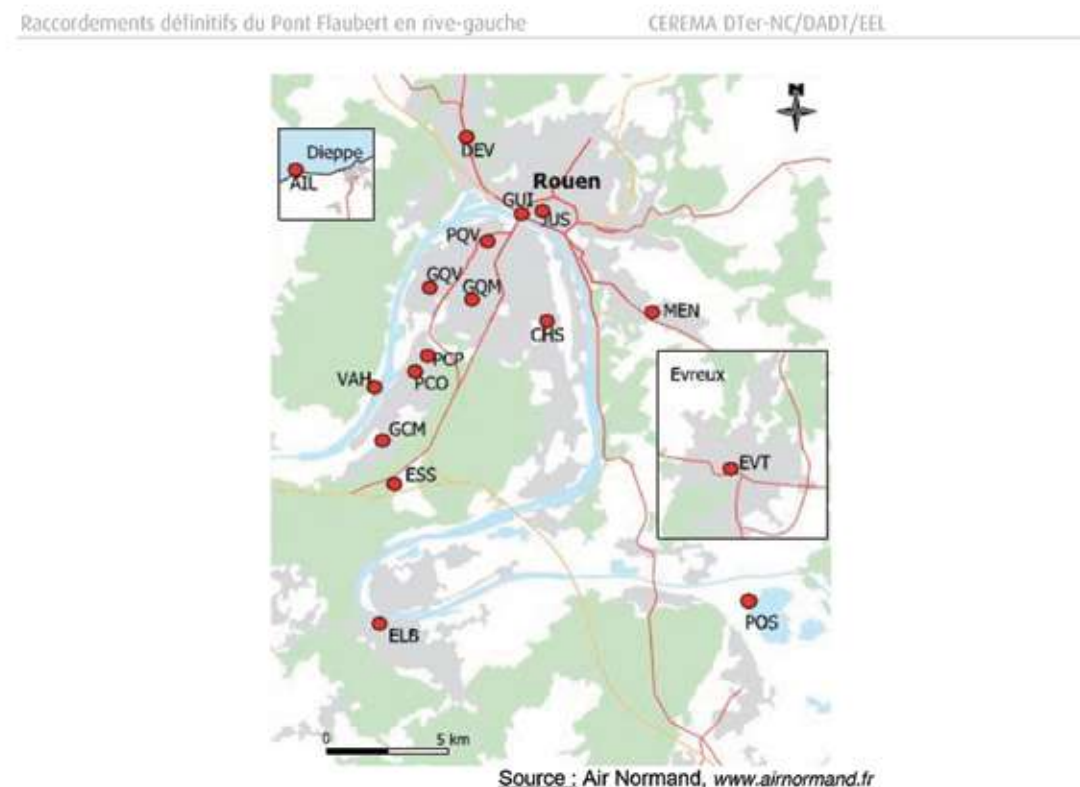 Raccordements définitifs du Pont Flaubert en rive-gauche CEREMA DTer-NC/DADT/EEL
N
DEV
Dieppe
AIL
Rouen
GUI
JUS
PQV
GQV
GQM
MEN
CHS
PCP
VAH
PCO
Evreux
GCM
EVT
ESS
POS
ELB
0 5 km
Source : Air Normand, www.airnormand.fr